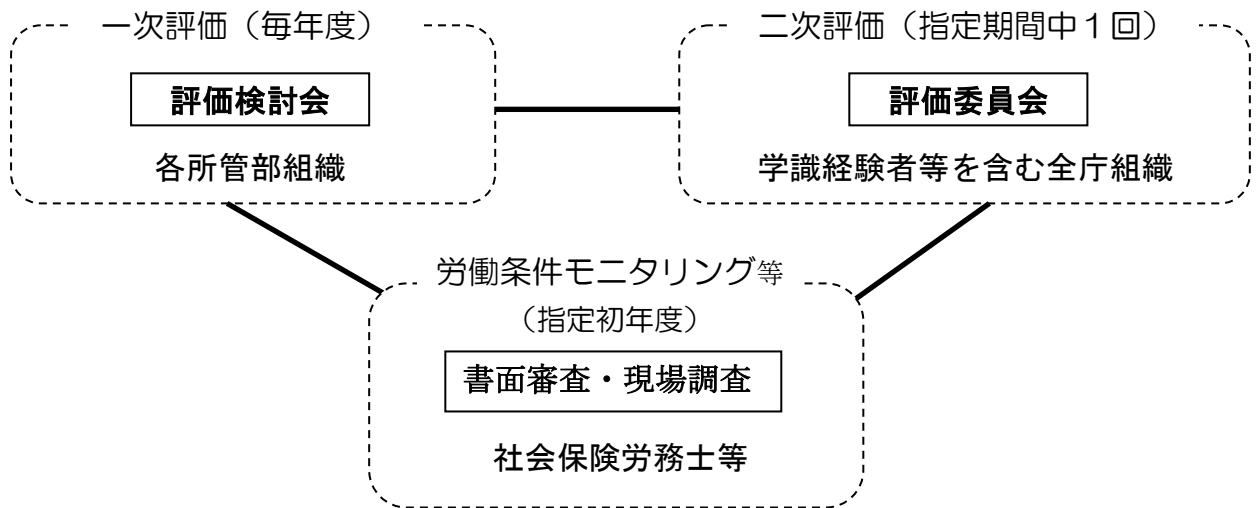 一次評価（毎年度）
評価検討会
各所管部組織
二次評価（指定期間中１回）
評価委員会
学識経験者等を含む全庁組織
労働条件モニタリング等
（指定初年度）
書面審査・現場調査
社会保険労務士等